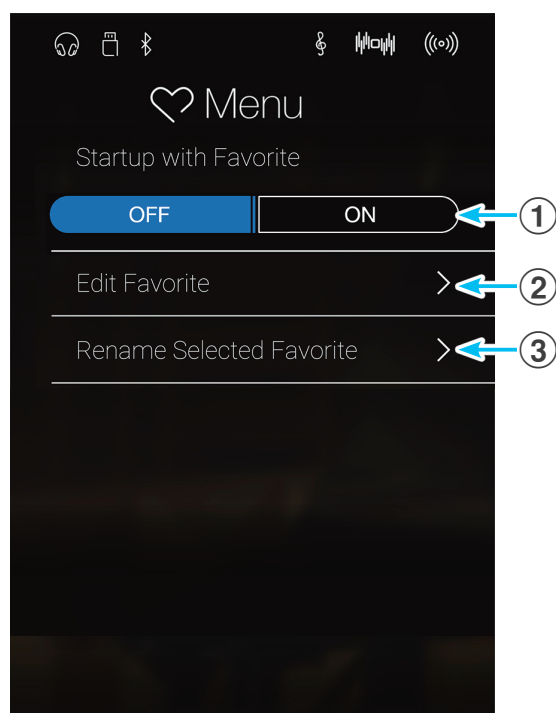 Menu
Startup with Favorite
OFF ON
1
Edit Favorite
2
Rename Selected Favorite
3